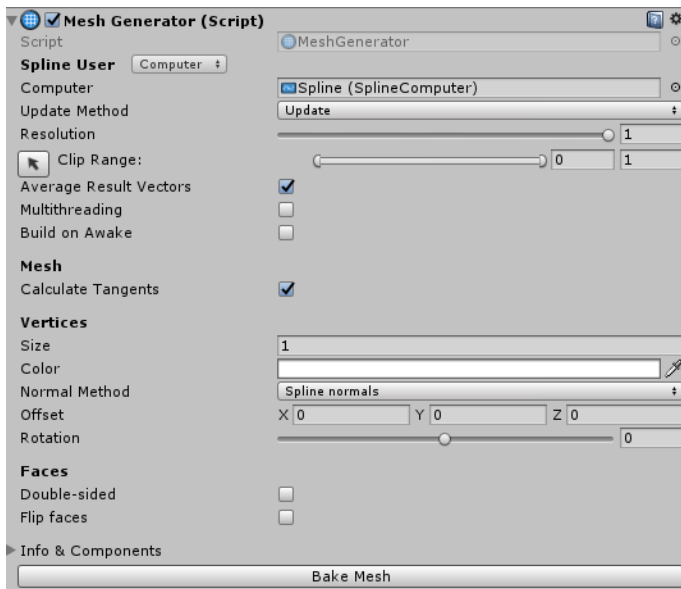 Mesh Generator (Script)
Script MeshGenerator
Spline User Computer
Computer Spline (SplineComputer)
Update Method Update
Resolution 1
Clip Range: 0 1
Average Result Vectors
Multithreading
Build on Awake
Mesh
Calculate Tangents
Vertices
Size 1
Color
Normal Method Spline normals
Offset X 0 Y 0 Z 0
Rotation 0
Faces
Double-sided
Flip faces
Info & Components
Bake Mesh